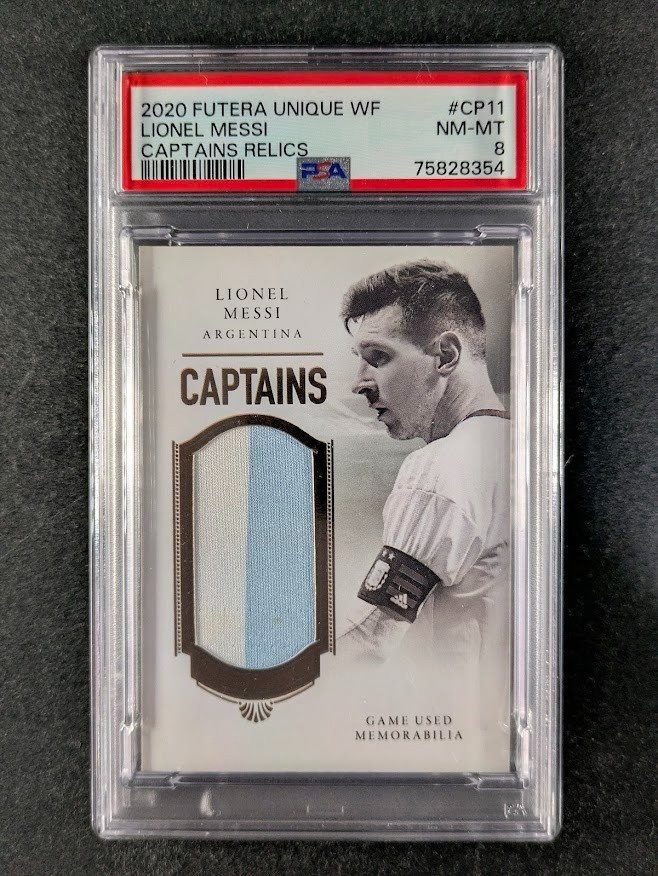 2020 FUTERA UNIQUE WF #CP11
LIONEL MESSI NM-MT
CAPTAINS RELICS 8
PSA 75828354
LIONEL
MESSI
ARGENTINA
CAPTAINS
GAME USED
MEMORABILIA